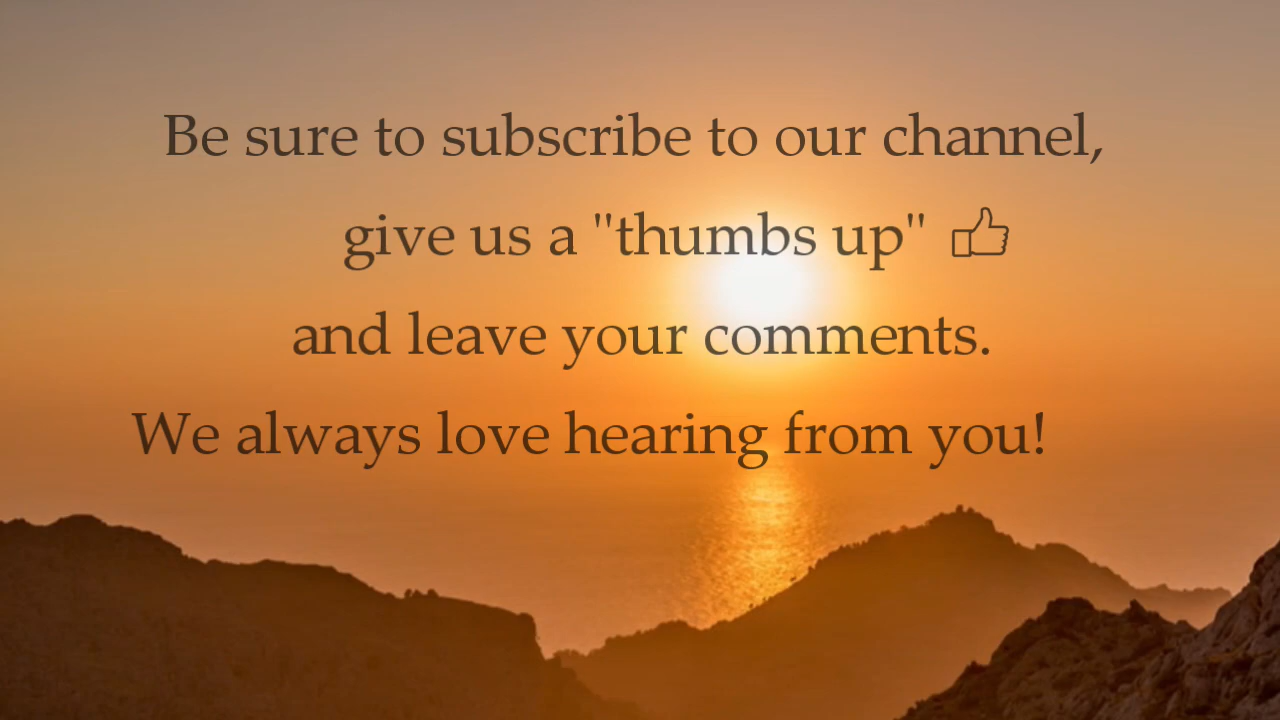 Be sure to subscribe to our channel,
give us a "thumbs up" 👍
and leave your comments.
We always love hearing from you!